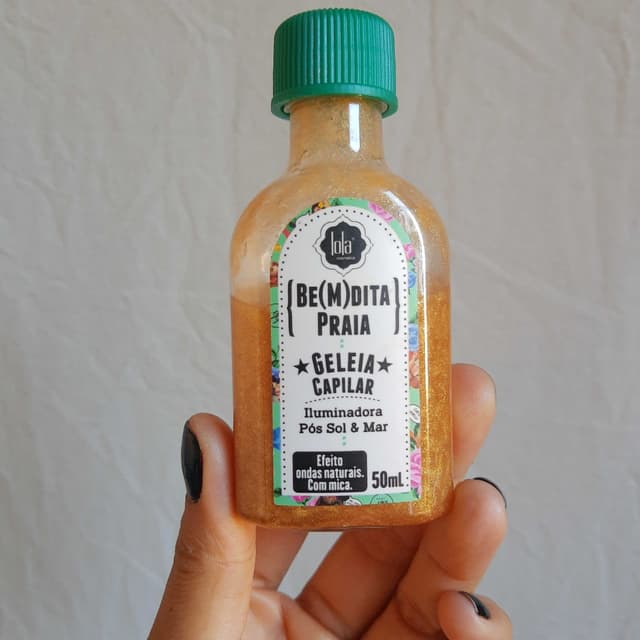 lola
{BE(M)DITA
PRAIA}
★GELEIA★
CAPILAR
Iluminadora
Pós Sol & Mar
Efeito
ondas naturais.
Com mica.
50mL